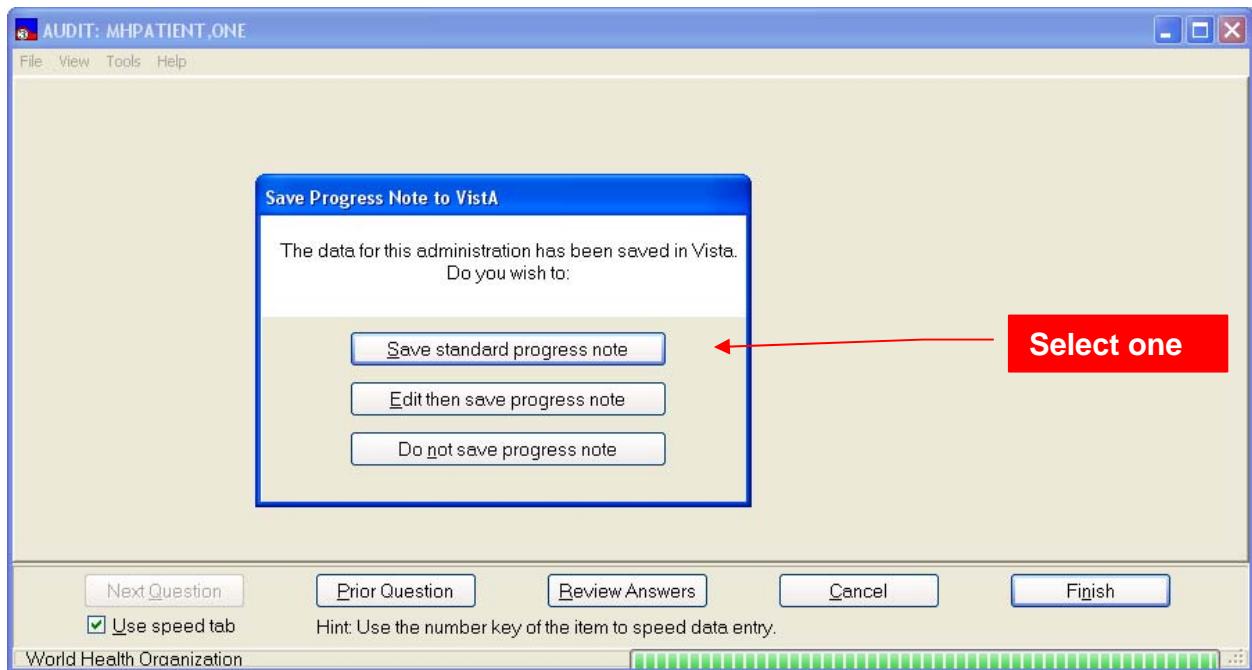 AUDIT: MHPATIENT,ONE
File View Tools Help
Save Progress Note to VistA
The data for this administration has been saved in Vista.
Do you wish to:
Save standard progress note
Select one
Edit then save progress note
Do not save progress note
Next Question Prior Question Review Answers Cancel Finish
Use speed tab Hint: Use the number key of the item to speed data entry.
World Health Organization